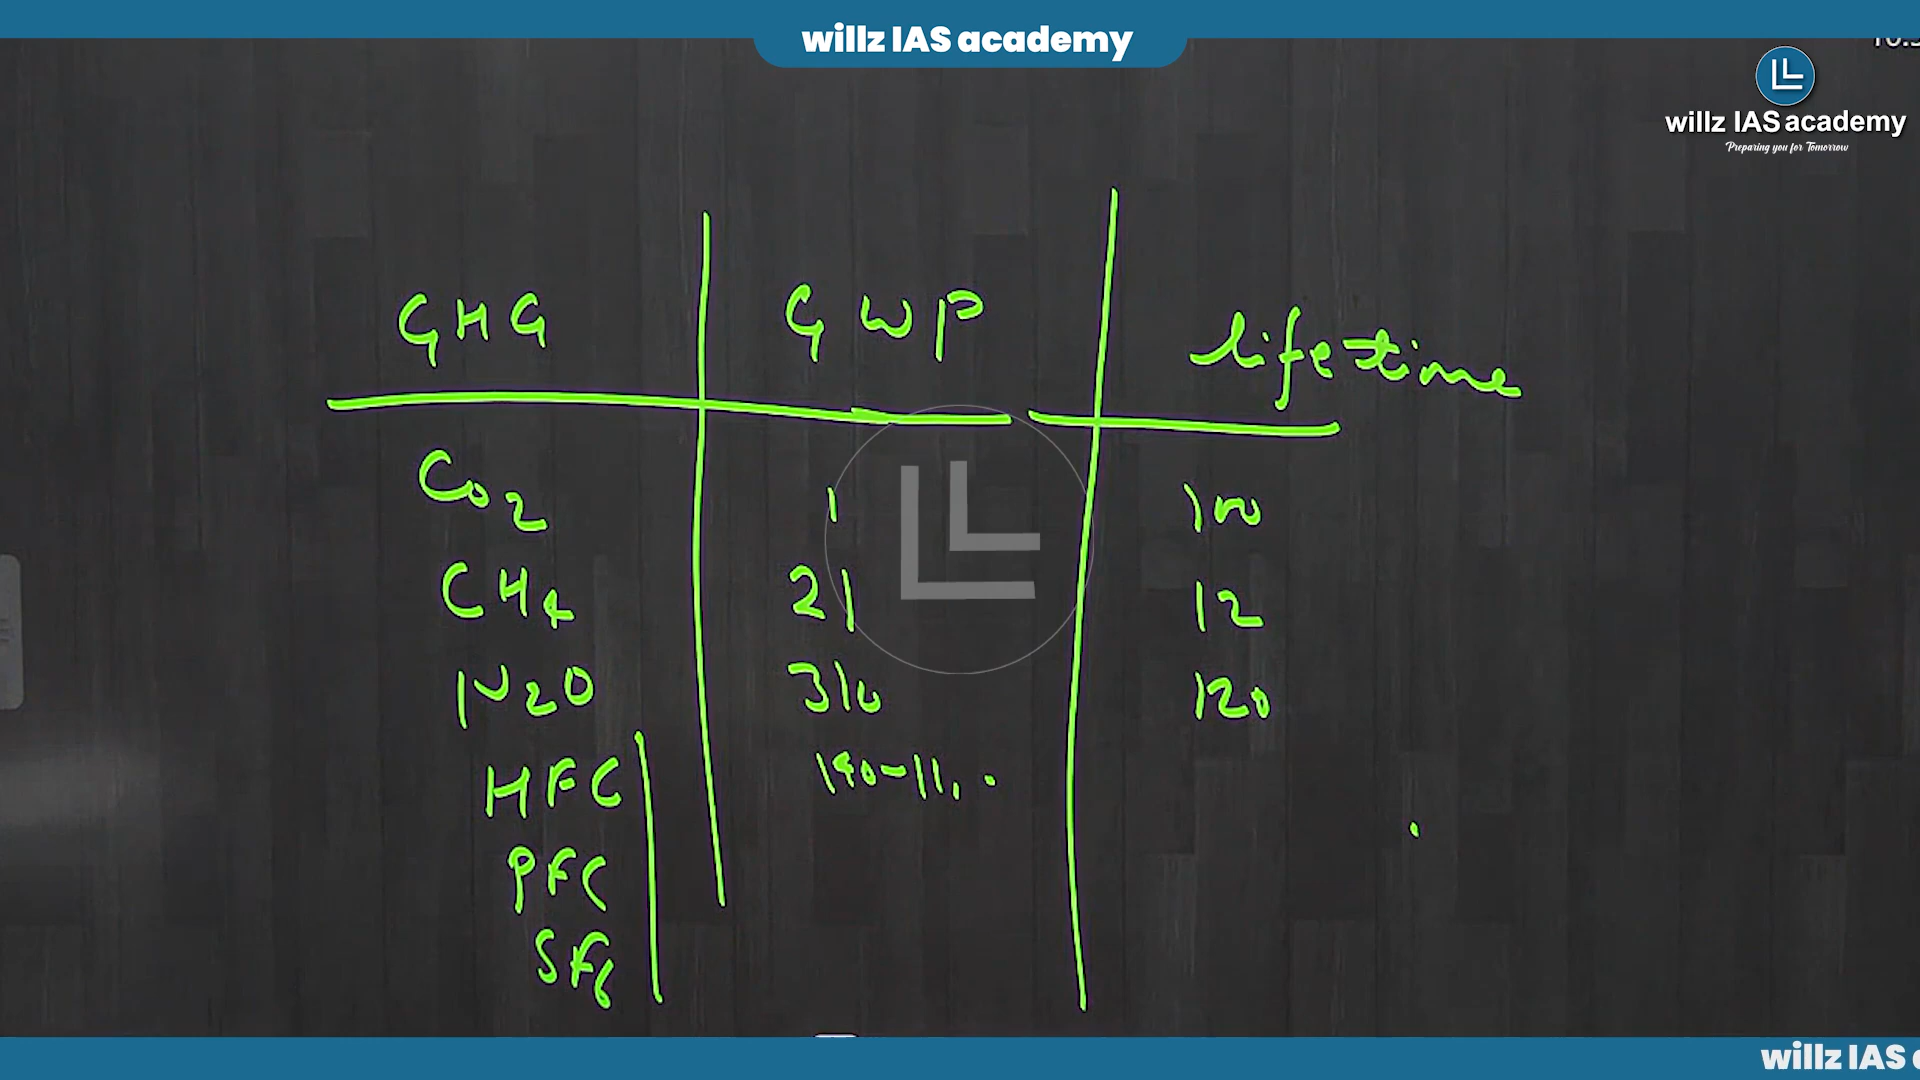 willz IAS academy
willz IAS academy
Preparing you for Tomorrow
GHG GWP lifetime
CO2 1 100
CH4 21 12
N2O 310 120
HFC 140-11,
PFC
SF6
willz IAS